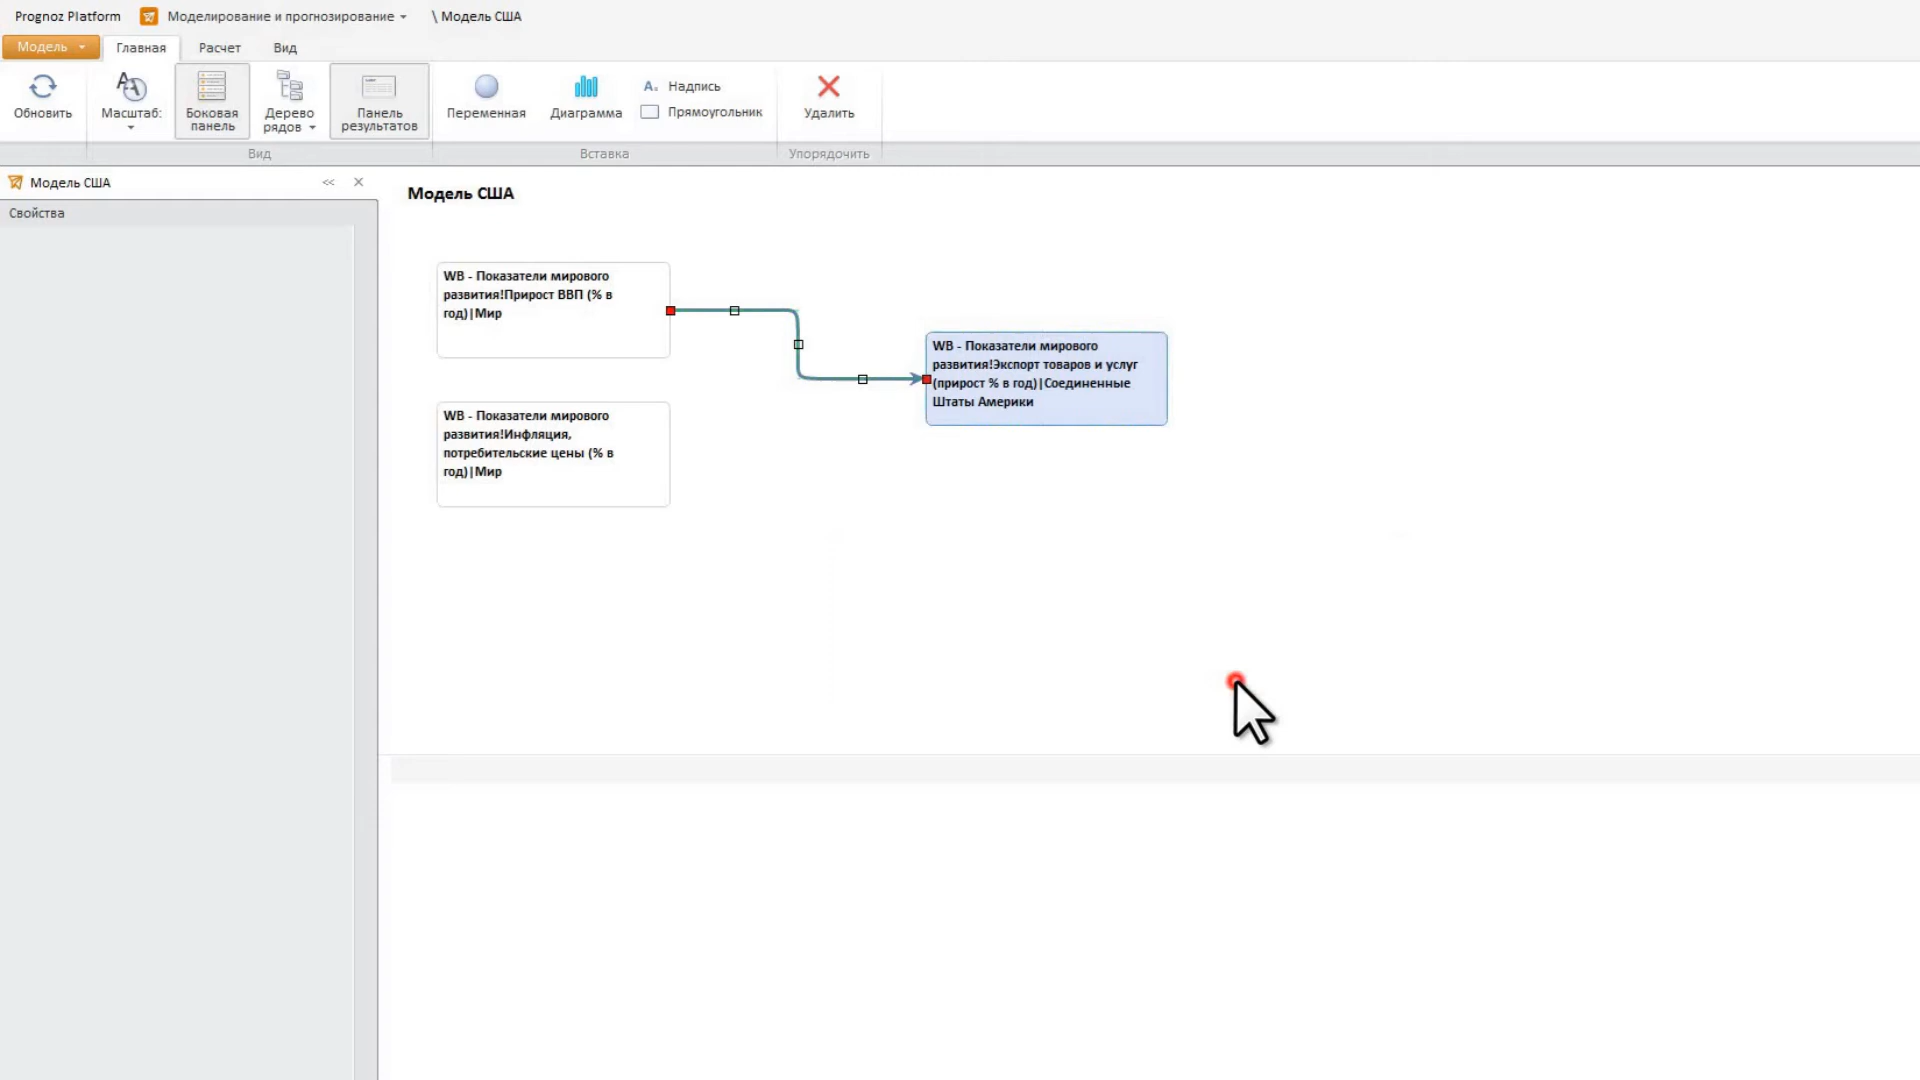 Prognoz Platform Моделирование и прогнозирование \ Модель США
Модель Главная Расчет Вид
Обновить
Масштаб:
Боковая
панель
Дерево
рядов
Панель
результатов
Переменная
Диаграмма
Надпись
Прямоугольник
Удалить
Вид
Вставка
Упорядочить
Модель США <<
Свойства
Модель США
WB - Показатели мирового
развития!Прирост ВВП (% в
год)|Мир
WB - Показатели мирового
развития!Экспорт товаров и услуг
(прирост % в год)|Соединенные
Штаты Америки
WB - Показатели мирового
развития!Инфляция,
потребительские цены (% в
год)|Мир